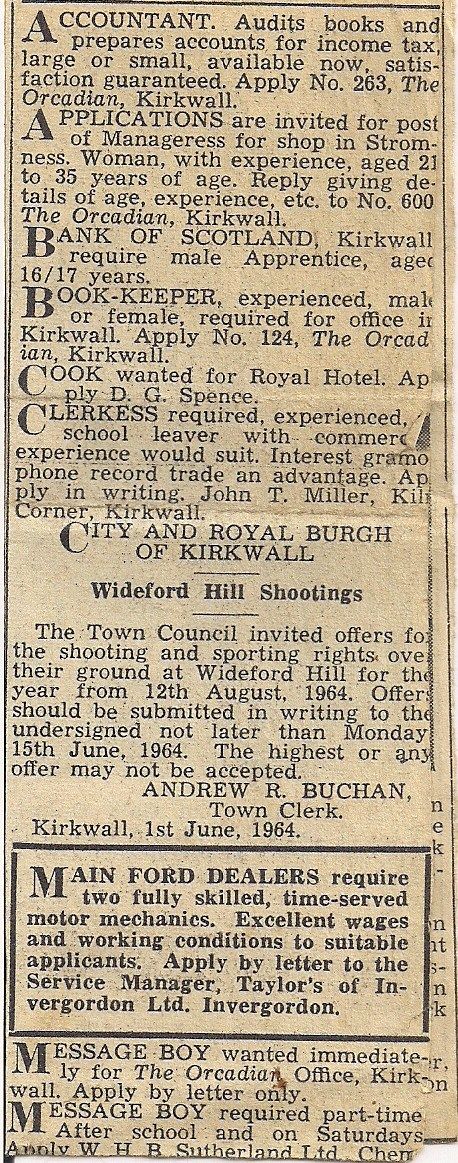 ACCOUNTANT. Audits books and
prepares accounts for income tax,
large or small, available now, satis-
faction guaranteed. Apply No. 263, The
Orcadian, Kirkwall.
APPLICATIONS are invited for post
of Manageress for shop in Strom-
ness. Woman, with experience, aged 21
to 35 years of age. Reply giving de-
tails of age, experience, etc. to No. 600
The Orcadian, Kirkwall.
BANK OF SCOTLAND, Kirkwall
require male Apprentice, aged
16/17 years.
BOOK-KEEPER, experienced, male
or female, required for office in
Kirkwall. Apply No. 124, The Orcad
ian, Kirkwall.
COOK wanted for Royal Hotel. Ap
ply D. G. Spence.
CLERKESS required, experienced,
school leaver with commerc
experience would suit. Interest gramo
phone record trade an advantage. Ap
ply in writing. John T. Miller, Kiln
Corner, Kirkwall.
CITY AND ROYAL BURGH
OF KIRKWALL
Wideford Hill Shootings
The Town Council invited offers for
the shooting and sporting rights over
their ground at Wideford Hill for the
year from 12th August, 1964. Offers
should be submitted in writing to the
undersigned not later than Monday
15th June, 1964. The highest or any
offer may not be accepted.
ANDREW R. BUCHAN,
Town Clerk.
Kirkwall, 1st June, 1964.
MAIN FORD DEALERS require
two fully skilled, time-served
motor mechanics. Excellent wages
and working conditions to suitable
applicants. Apply by letter to the
Service Manager, Taylor's of In-
vergordon Ltd. Invergordon.
MESSAGE BOY wanted immediate-
ly for The Orcadian Office, Kirk-
wall. Apply by letter only.
MESSAGE BOY required part-time
After school and on Saturdays
Apply W. H. B. Sutherland Ltd., Chem